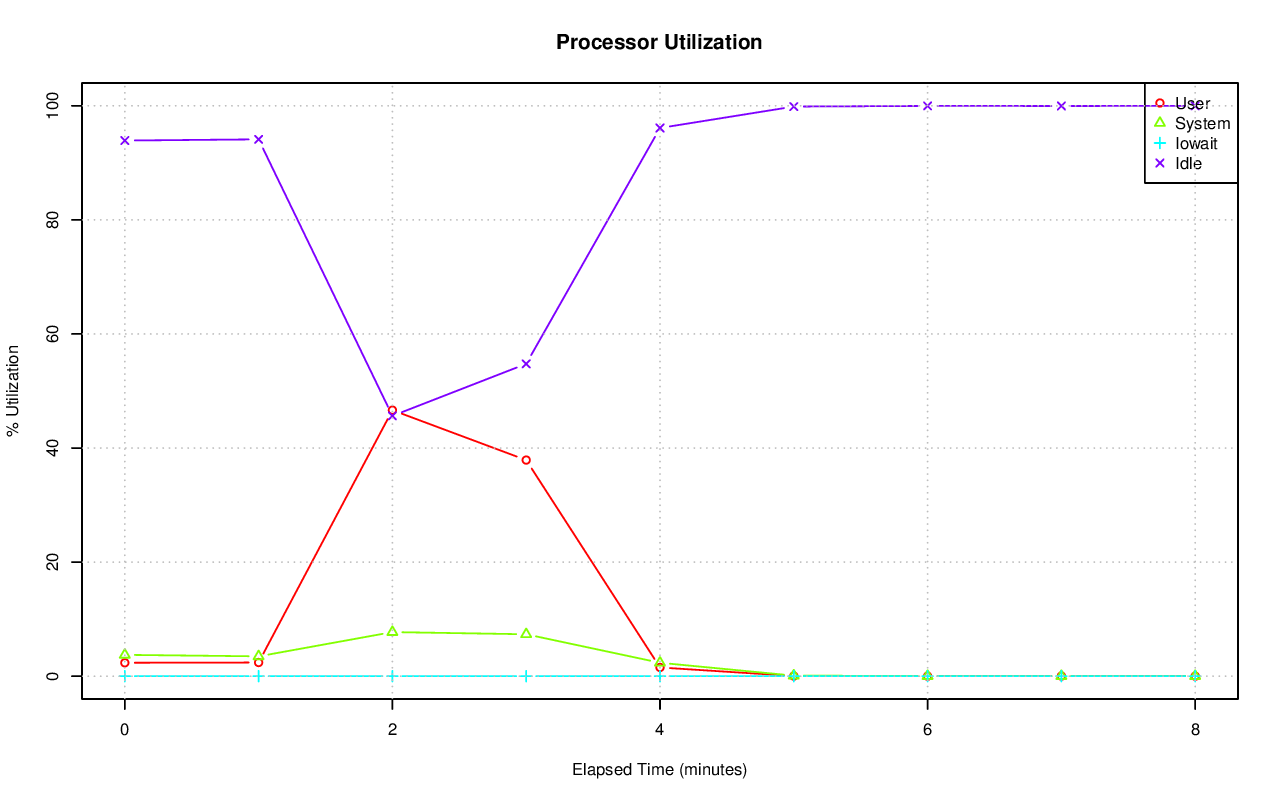 Processor Utilization
% Utilization
100
80
60
40
20
0
User
System
Iowait
Idle
0 2 4 6 8
Elapsed Time (minutes)